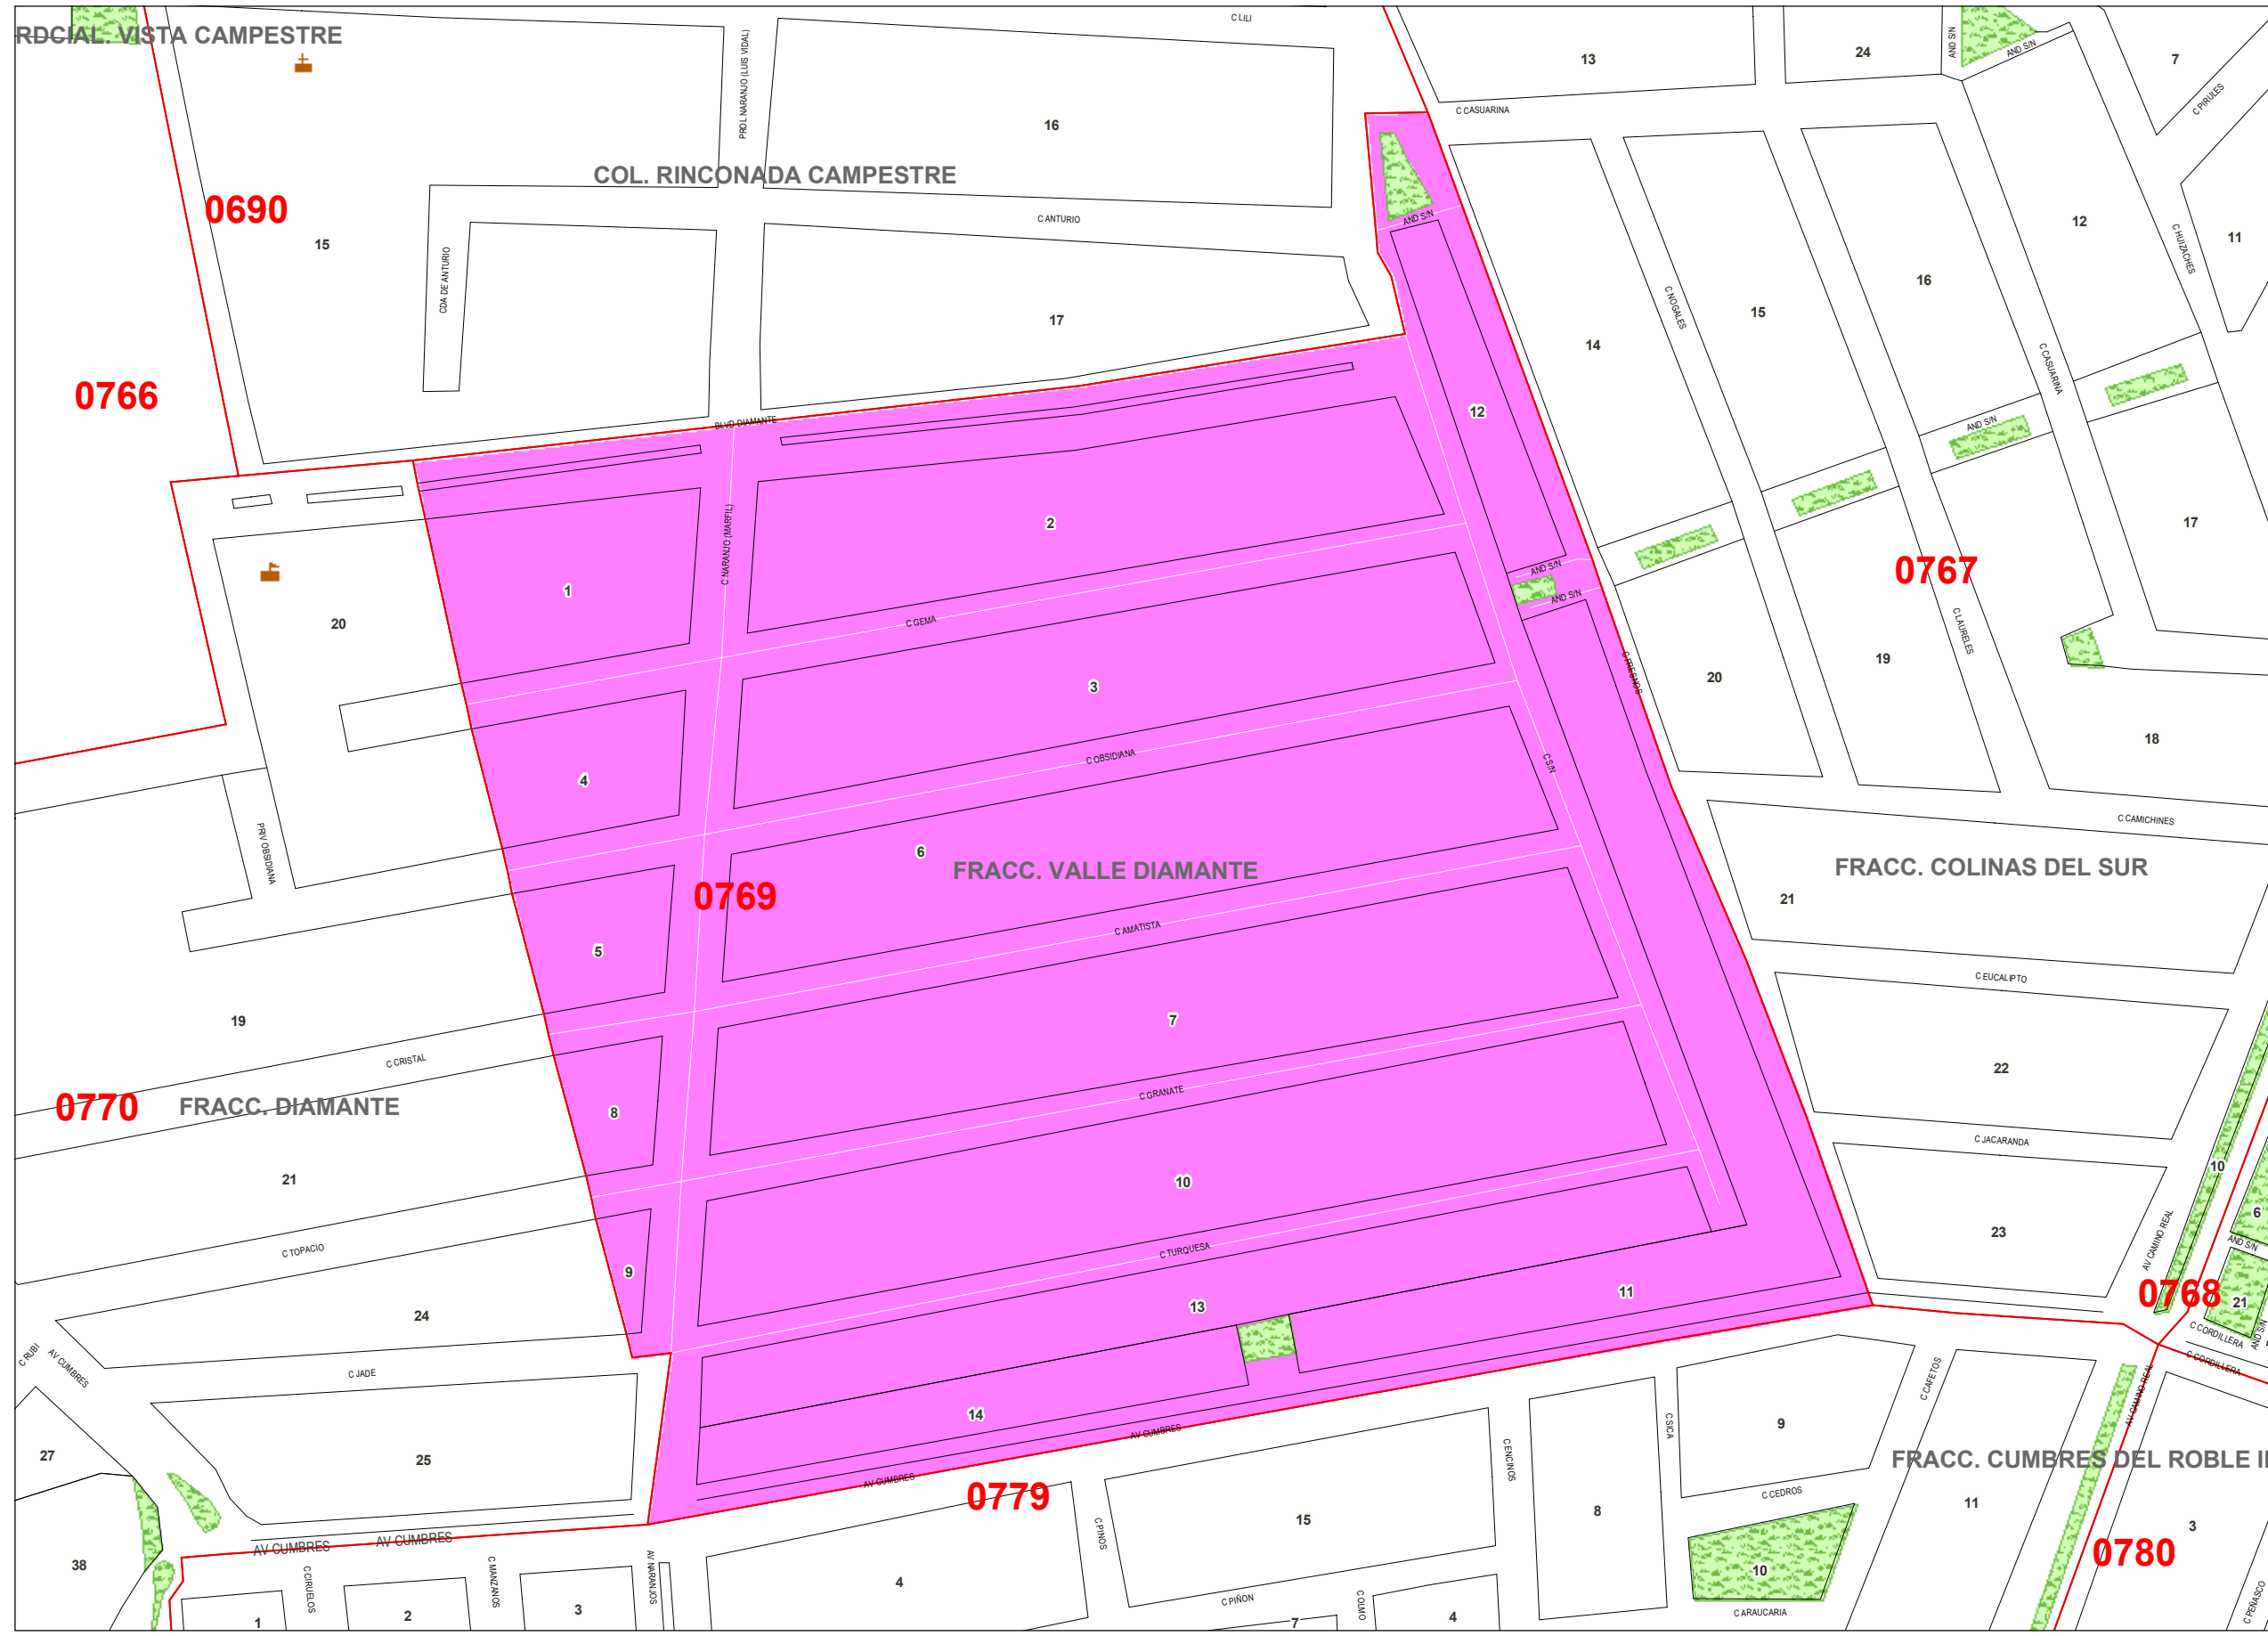 RDCIAL. VISTA CAMPESTRE
C LILI
PROL NARANJO (LUIS VIDAL)
13
24
AND S/N
AND S/N
7
C PIRULES
C CASUARINA
16
COL. RINCONADA CAMPESTRE
0690
15
C ANTURIO
CDA DE ANTURIO
AND S/N
12
C HUIZACHES
11
17
C NOGALES
15
16
14
C CASUARINA
0766
BLVD DIAMANTE
12
AND S/N
17
2
C NARANJO (MARFIL)
1
AND S/N
AND S/N
0767
20
C GEMA
C FRESNOS
C LAURELES
19
20
3
18
C OBSIDIANA
C S/N
4
C CAMICHINES
PRIV OBSIDIANA
6
FRACC. VALLE DIAMANTE
FRACC. COLINAS DEL SUR
0769
21
C AMATISTA
5
C EUCALIPTO
19
7
C CRISTAL
22
C GRANATE
0770
FRACC. DIAMANTE
8
C JACARANDA
21
10
10
6
AV CAMINO REAL
23
C TOPACIO
C TURQUESA
AND S/N
9
0768
21
11
13
24
C CORDILLERA
AND S/N
C RUBI
AV CUMBRES
C JADE
C CORDILLERA
C CAFETOS
AV CAMINO REAL
14
9
C SICA
AV CUMBRES
C ENCINOS
27
25
FRACC. CUMBRES DEL ROBLE II
AV CUMBRES
0779
C CEDROS
11
15
8
3
C PINOS
AV CUMBRES
AV CUMBRES
0780
38
C CIRUELOS
C MANZANOS
AV NARANJOS
4
10
C PIÑON
C OLMO
C ARAUCARIA
C PEÑASCO
1
2
3
7
4